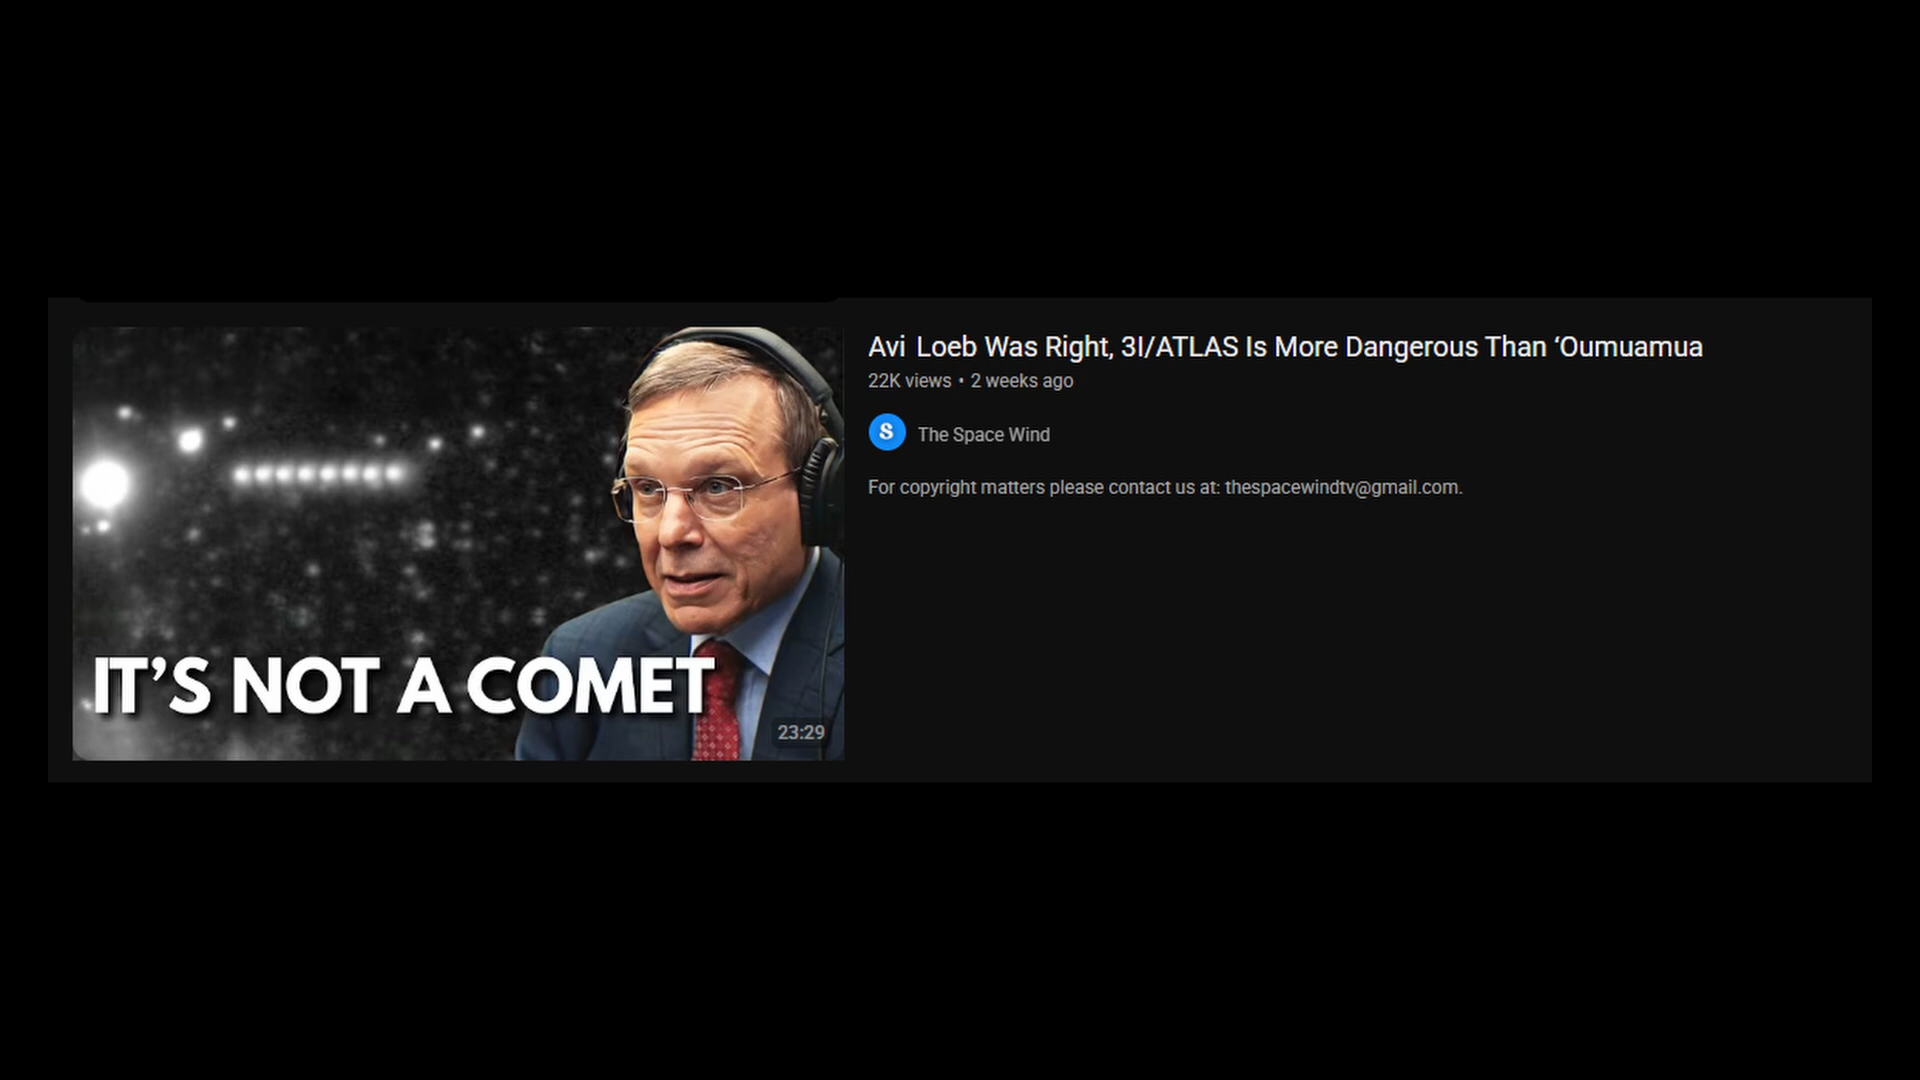 IT'S NOT A COMET
23:29
Avi Loeb Was Right, 3I/ATLAS Is More Dangerous Than ‘Oumuamua
22K views • 2 weeks ago
S
The Space Wind
For copyright matters please contact us at: thespacewindtv@gmail.com.